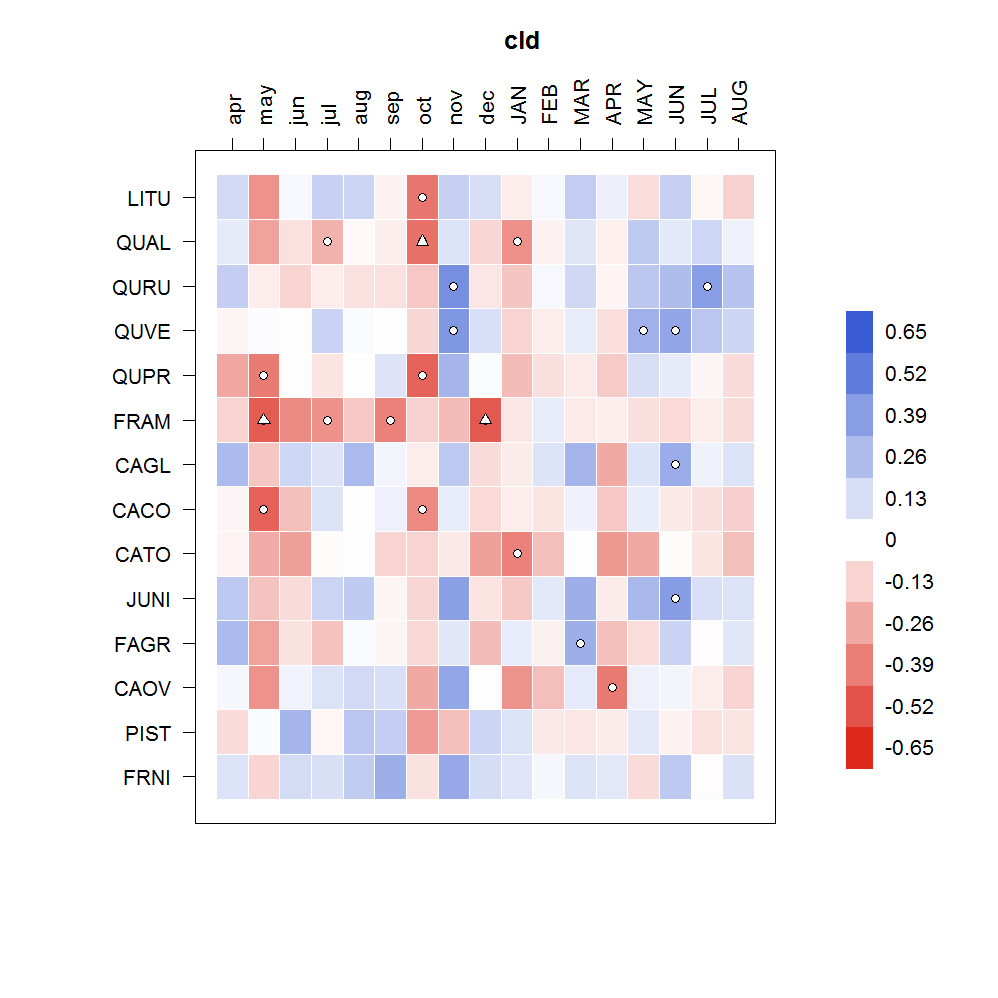 cld
apr may jun jul aug sep oct nov dec JAN FEB MAR APR MAY JUN JUL AUG
LITU
QUAL
QURU
QUVE
QUPR
FRAM
CAGL
CACO
CATO
JUNI
FAGR
CAOV
PIST
FRNI
0.65
0.52
0.39
0.26
0.13
0
-0.13
-0.26
-0.39
-0.52
-0.65